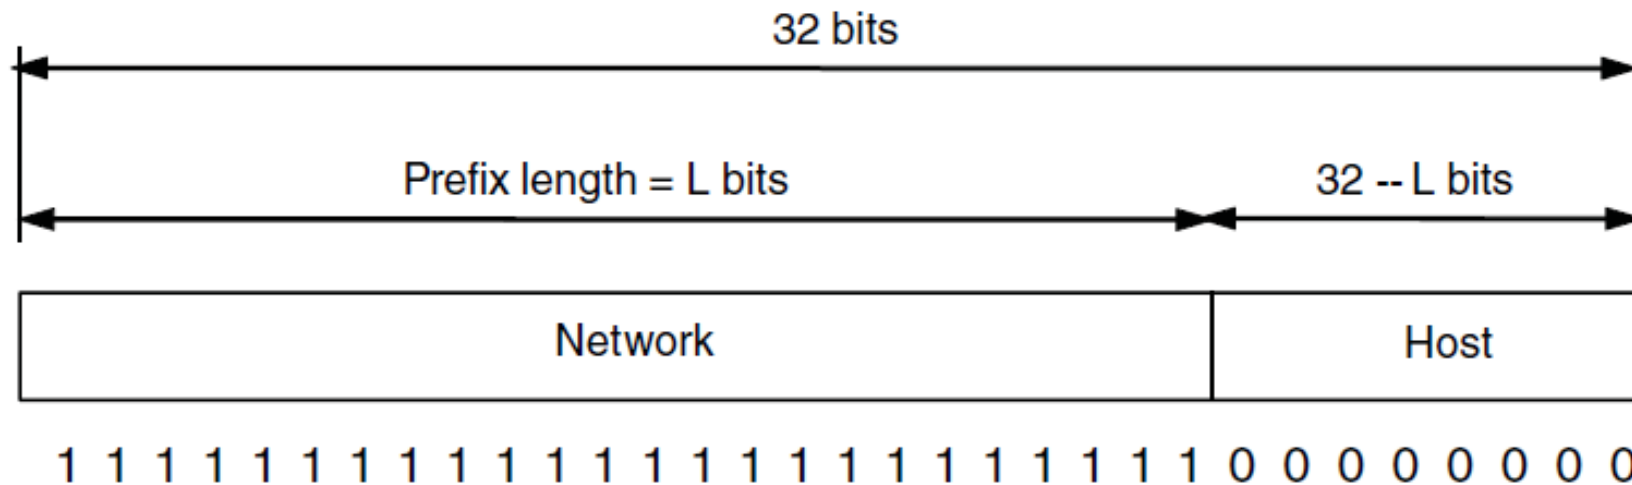 32 bits
Prefix length = L bits
32 -- L bits
Network
Host
1 1 1 1 1 1 1 1 1 1 1 1 1 1 1 1 1 1 1 1 1 1 1 1 0 0 0 0 0 0 0 0